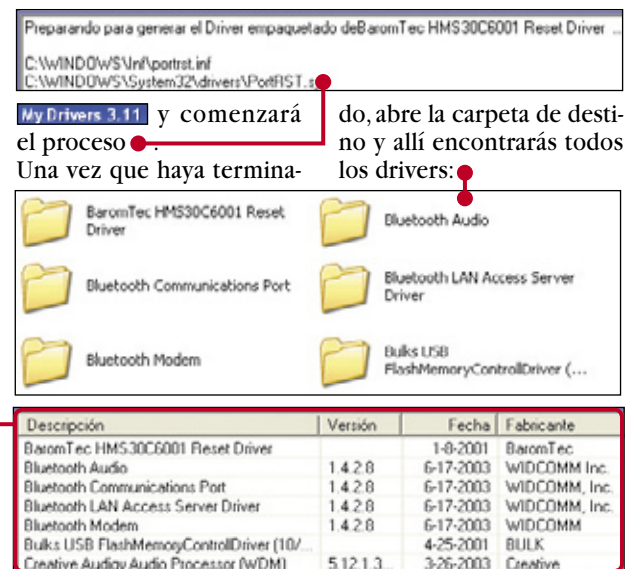 Preparando para generar el Driver empaquetado deBaromTec HMS30C6001 Reset Driver ...
C:\WINDOWS\Inf\portrst.inf
C:\WINDOWS\System32\drivers\PortRST.s
My Drivers 3.11 y comenzará
el proceso .
Una vez que haya termina-
do, abre la carpeta de desti-
no y allí encontrarás todos
los drivers:
BaromTec HMS30C6001 Reset
Driver
Bluetooth Audio
Bluetooth Communications Port
Bluetooth LAN Access Server
Driver
Bluetooth Modem
Bulks USB
FlashMemoryControllDriver (...
Descripción Versión Fecha Fabricante
BaromTec HMS30C6001 Reset Driver 1-8-2001 BaromTec
Bluetooth Audio 1.4.2.8 6-17-2003 WIDCOMM Inc.
Bluetooth Communications Port 1.4.2.8 6-17-2003 WIDCOMM, Inc.
Bluetooth LAN Access Server Driver 1.4.2.8 6-17-2003 WIDCOMM, Inc.
Bluetooth Modem 1.4.2.8 6-17-2003 WIDCOMM
Bulks USB FlashMemoryControllDriver (10/... 4-25-2001 BULK
Creative Audigy Audio Processor (WDM) 5.12.1.3... 3-26-2003 Creative